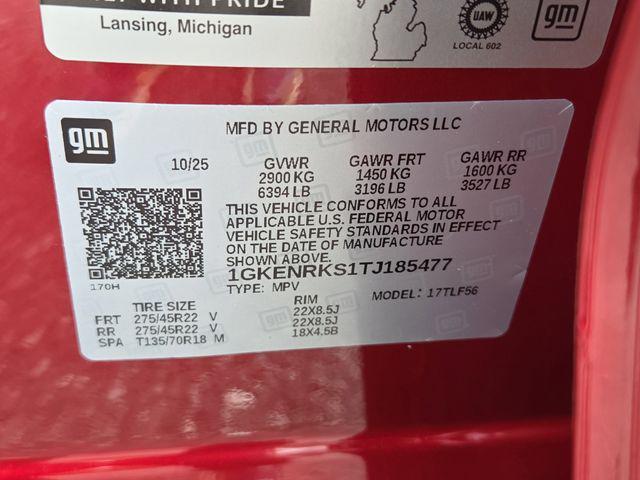 WITH PRIDE
Lansing, Michigan
UAW
LOCAL 602
gm
gm
MFD BY GENERAL MOTORS LLC
10/25 GVWR GAWR FRT GAWR RR
2900 KG 1450 KG 1600 KG
6394 LB 3196 LB 3527 LB
THIS VEHICLE CONFORMS TO ALL
APPLICABLE U.S. FEDERAL MOTOR
VEHICLE SAFETY STANDARDS IN EFFECT
ON THE DATE OF MANUFACTURE
SHOWN ABOVE.
1GKENRKS1TJ185477
170H
TYPE: MPV MODEL: 17TLF56
TIRE SIZE RIM
FRT 275/45R22 V 22X8.5J
RR 275/45R22 V 22X8.5J
SPA T135/70R18 M 18X4.5B